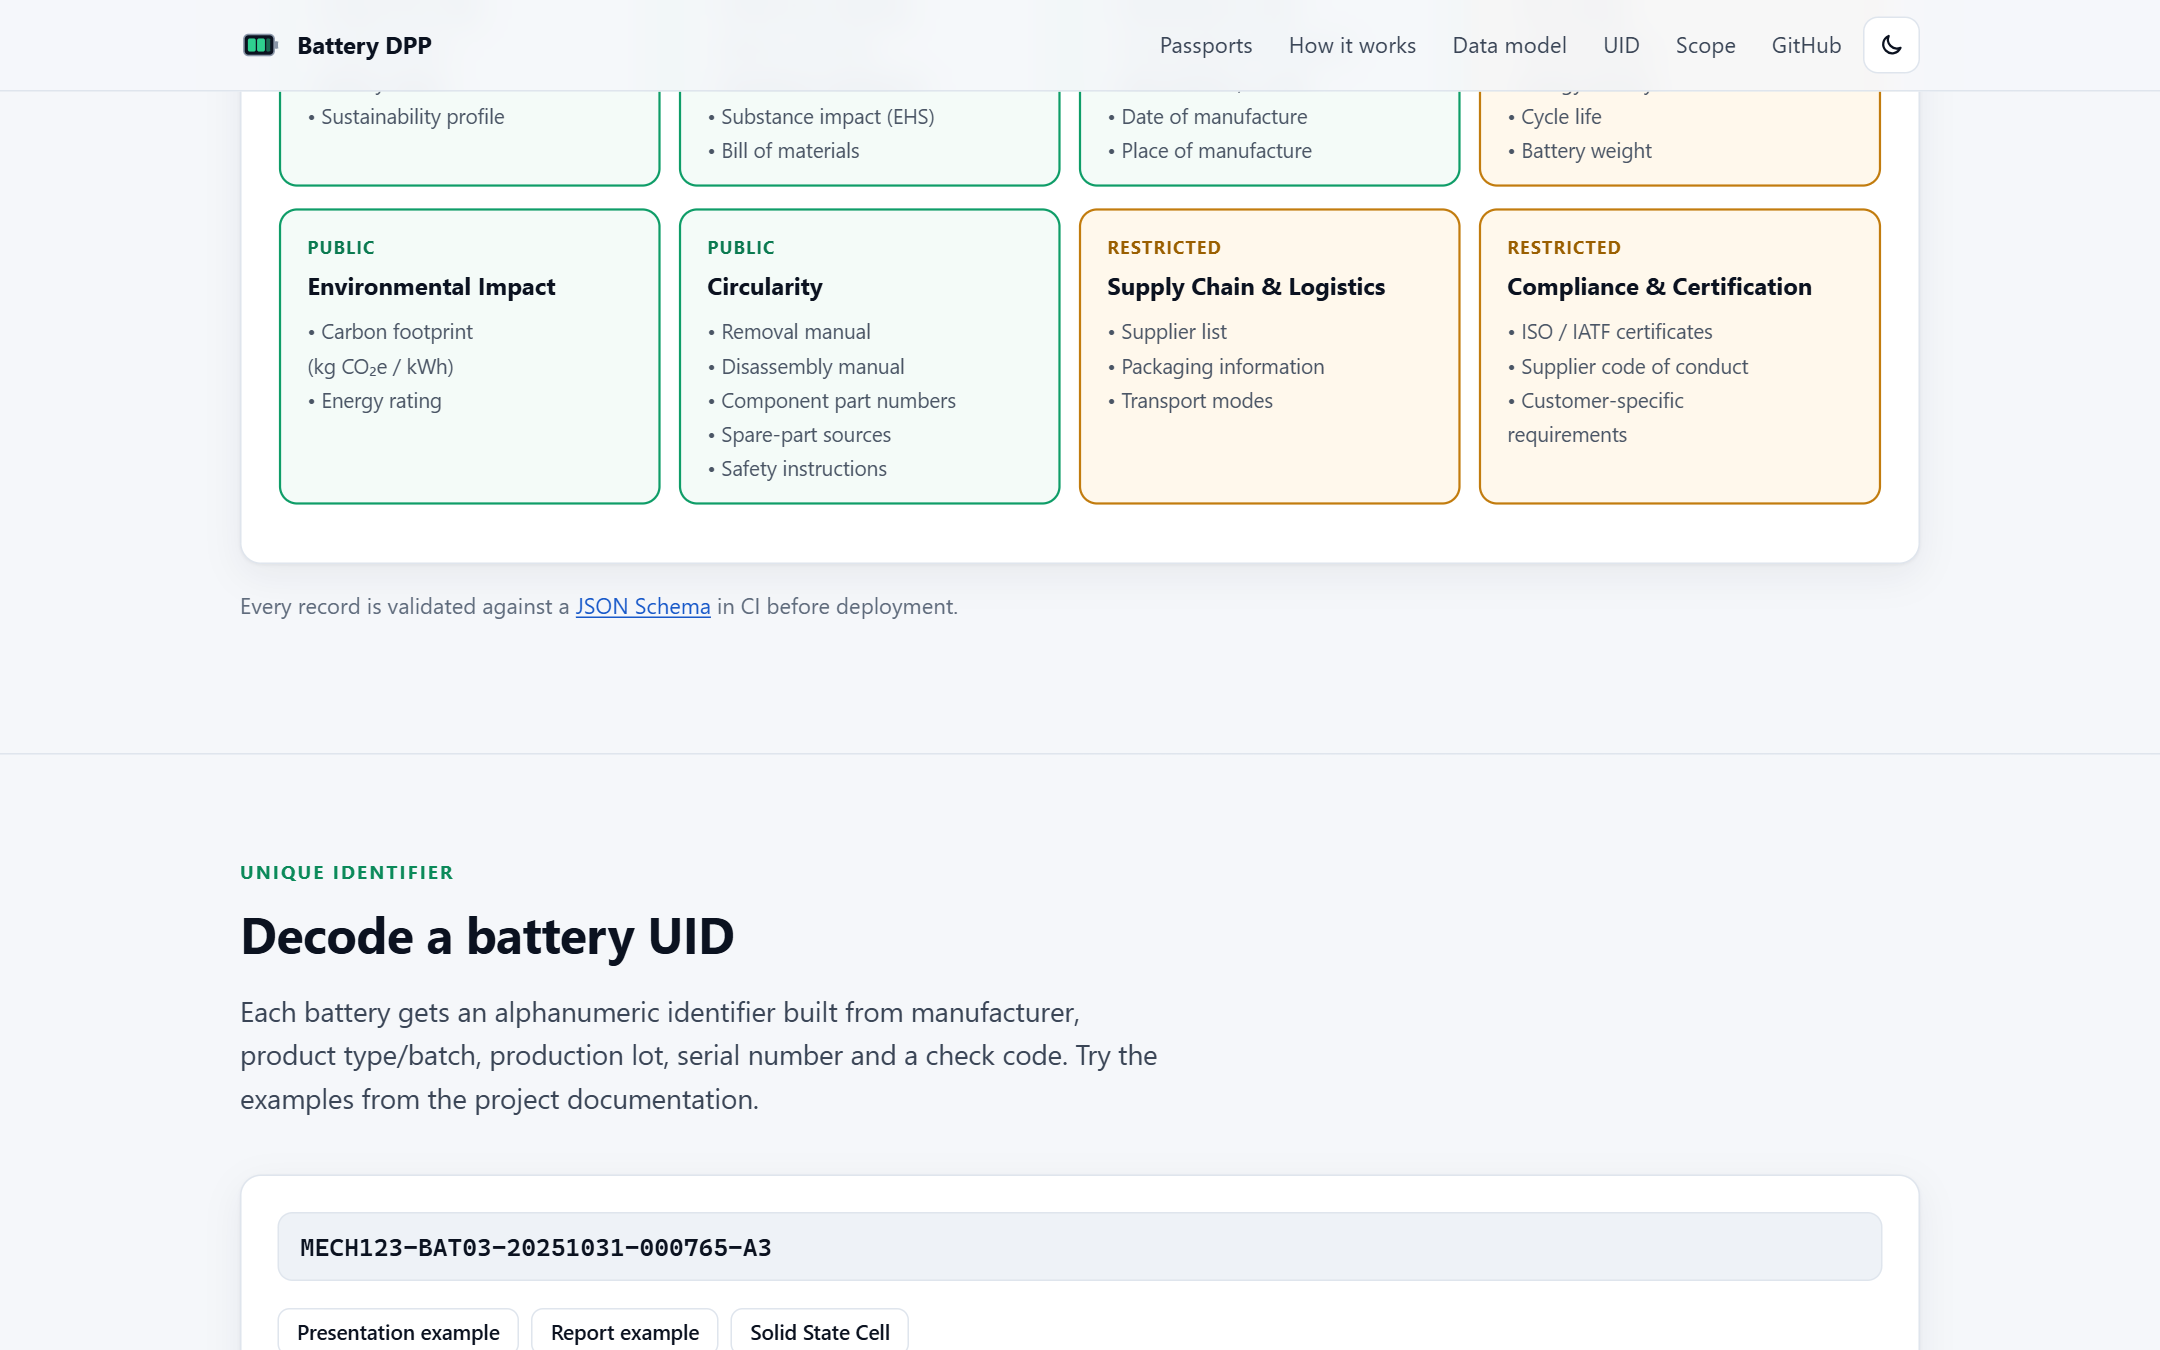 Battery DPP
Passports
How it works
Data model
UID
Scope
GitHub
• Sustainability profile
• Substance impact (EHS)
• Bill of materials
• Date of manufacture
• Place of manufacture
• Cycle life
• Battery weight
PUBLIC
Environmental Impact
• Carbon footprint
(kg CO₂e / kWh)
• Energy rating
PUBLIC
Circularity
• Removal manual
• Disassembly manual
• Component part numbers
• Spare-part sources
• Safety instructions
RESTRICTED
Supply Chain & Logistics
• Supplier list
• Packaging information
• Transport modes
RESTRICTED
Compliance & Certification
• ISO / IATF certificates
• Supplier code of conduct
• Customer-specific
requirements
Every record is validated against a JSON Schema in CI before deployment.
UNIQUE IDENTIFIER
Decode a battery UID
Each battery gets an alphanumeric identifier built from manufacturer,
product type/batch, production lot, serial number and a check code. Try the
examples from the project documentation.
MECH123-BAT03-20251031-000765-A3
Presentation example
Report example
Solid State Cell